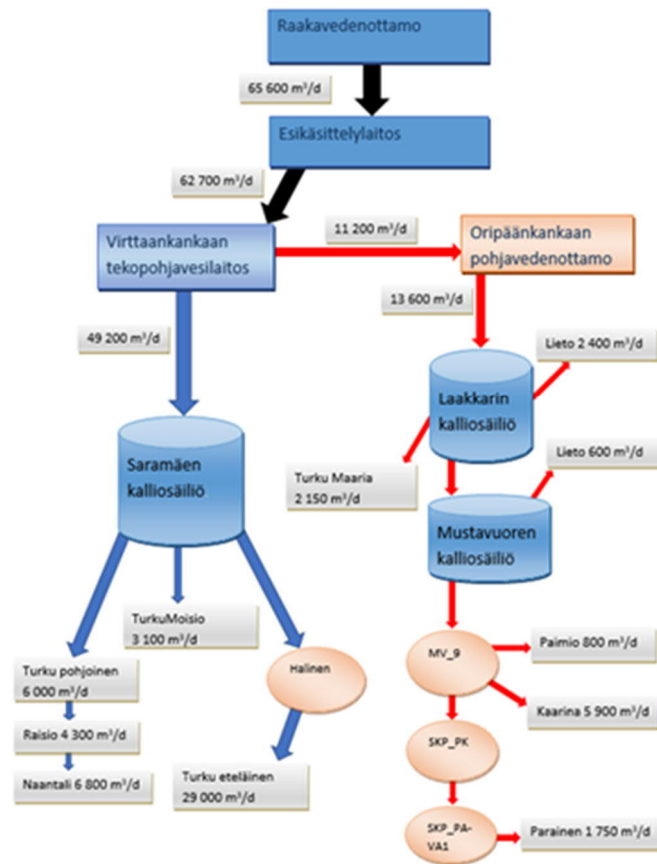 Raakavedenottamo
65 600 m³/d
Esikäsittelylaitos
62 700 m³/d
Virttaankankaan
tekopohjavesilaitos
11 200 m³/d
Oripäänkankaan
pohjavedenottamo
13 600 m³/d
49 200 m³/d
Lieto 2 400 m³/d
Laakkarin
kalliosäiliö
Saramäen
kalliosäiliö
Turku Maaria
2 150 m³/d
Lieto 600 m³/d
Mustavuoren
kalliosäiliö
TurkuMoisio
3 100 m³/d
Turku pohjoinen
6 000 m³/d
Halinen
MV_9
Paimio 800 m³/d
Raisio 4 300 m³/d
Kaarina 5 900 m³/d
Naantali 6 800 m³/d
Turku eteläinen
29 000 m³/d
SKP_PK
SKP_PA-
VA1
Parainen 1 750 m³/d